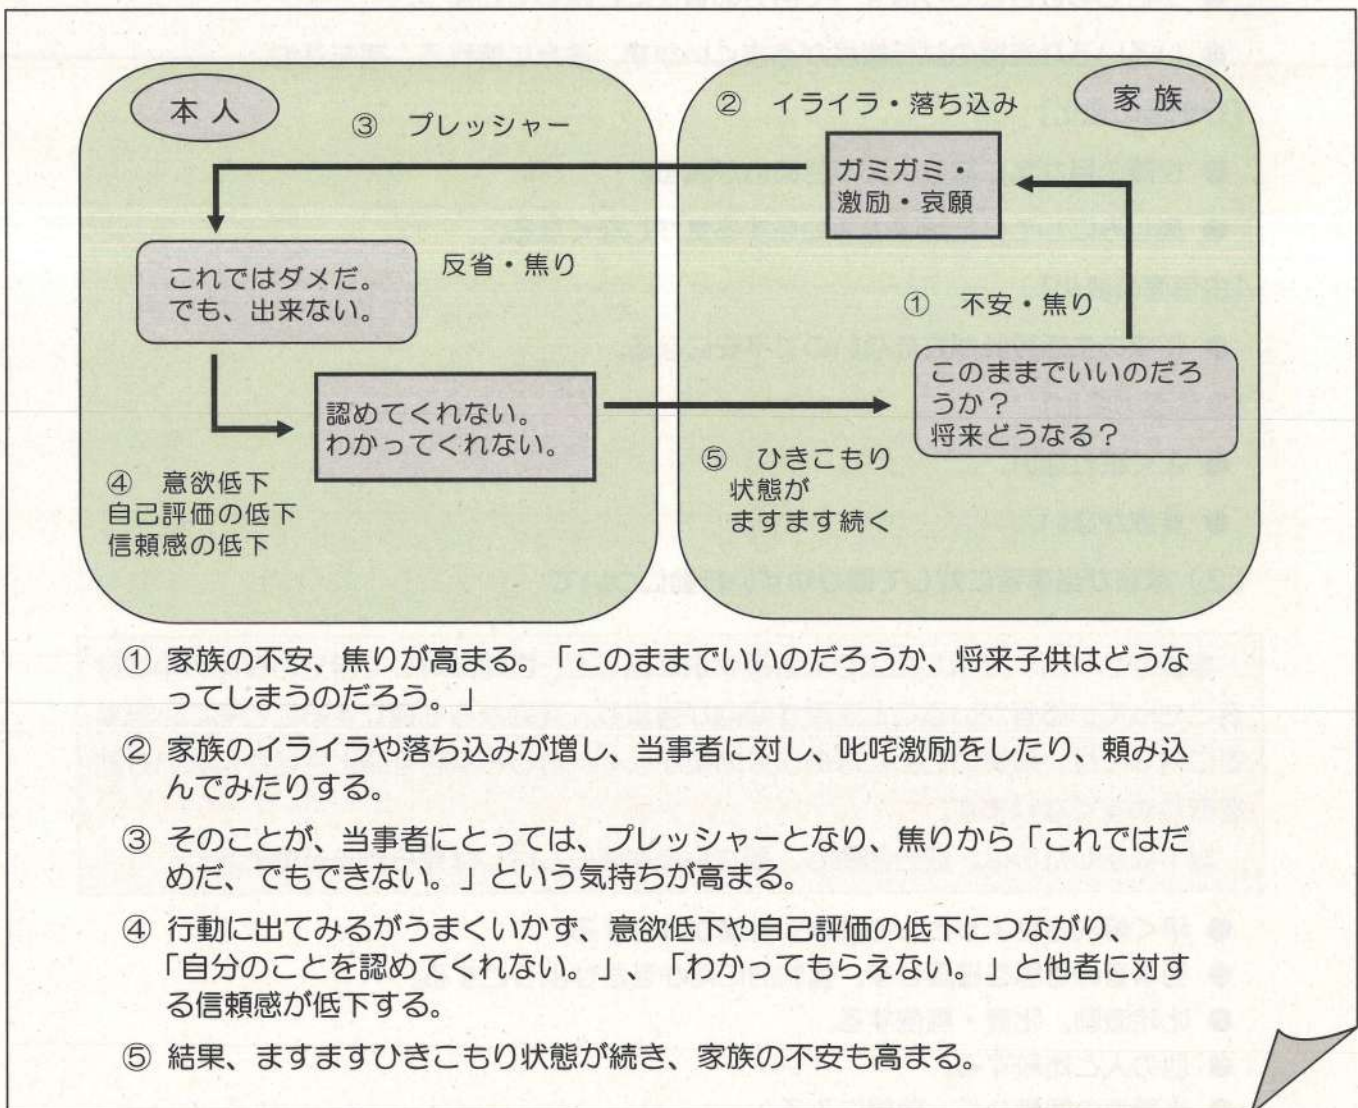 本人
③ プレッシャー
これではダメだ。
でも、出来ない。
反省・焦り
認めてくれない。
わかってくれない。
④ 意欲低下
自己評価の低下
信頼感の低下
② イライラ・落ち込み
家族
ガミガミ・
激励・哀願
① 不安・焦り
このままでいいのだろ
うか？
将来どうなる？
⑤ ひきこもり
状態が
ますます続く
① 家族の不安、焦りが高まる。「このままでいいのだろうか、将来子供はどうな
ってしまうのだろう。」
② 家族のイライラや落ち込みが増し、当事者に対し、叱咤激励をしたり、頼み込
んでみたりする。
③ そのことが、当事者にとっては、プレッシャーとなり、焦りから「これではだ
めだ、でもできない。」という気持ちが高まる。
④ 行動に出てみるがうまくいかず、意欲低下や自己評価の低下につながり、
「自分のことを認めてくれない。」、「わかってもらえない。」と他者に対す
る信頼感が低下する。
⑤ 結果、ますますひきこもり状態が続き、家族の不安も高まる。